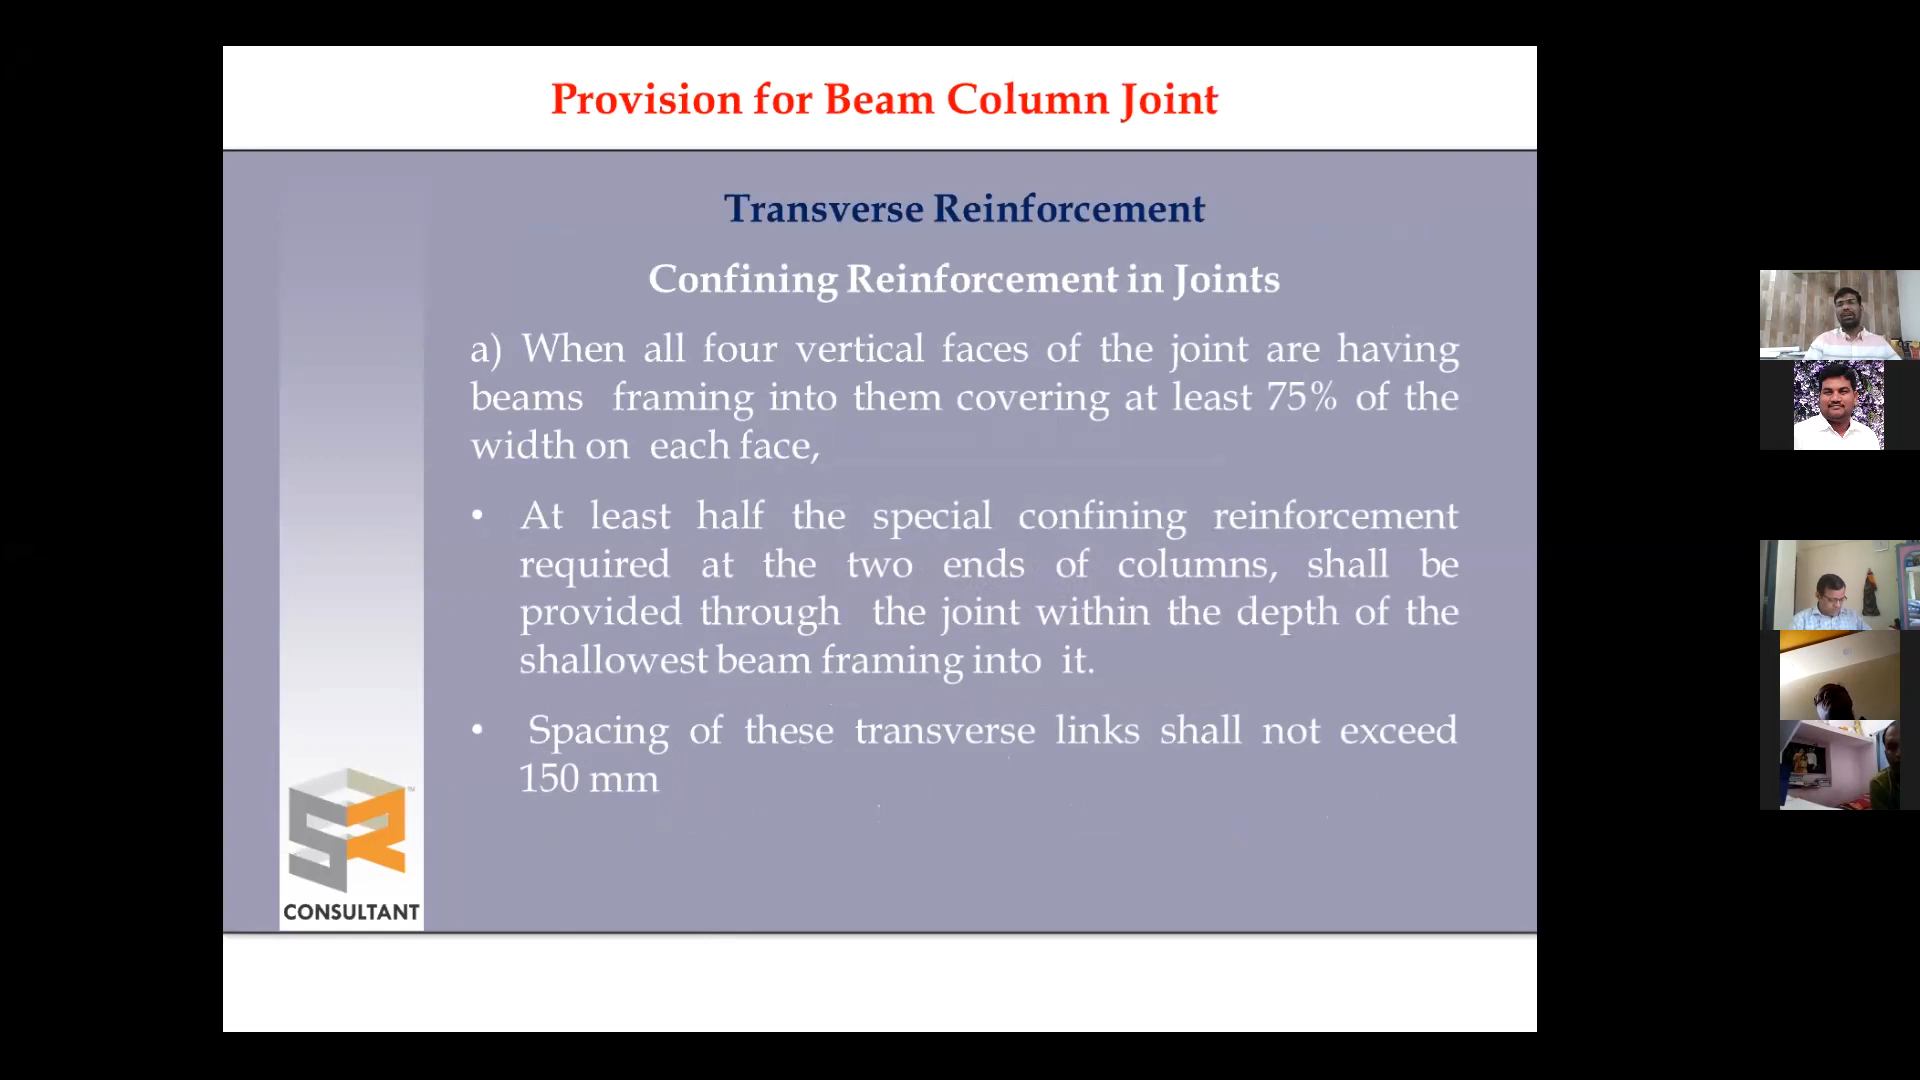 Provision for Beam Column Joint
Transverse Reinforcement
Confining Reinforcement in Joints
a) When all four vertical faces of the joint are having
beams framing into them covering at least 75% of the
width on each face,
• At least half the special confining reinforcement
required at the two ends of columns, shall be
provided through the joint within the depth of the
shallowest beam framing into it.
• Spacing of these transverse links shall not exceed
150 mm
SR
™
CONSULTANT